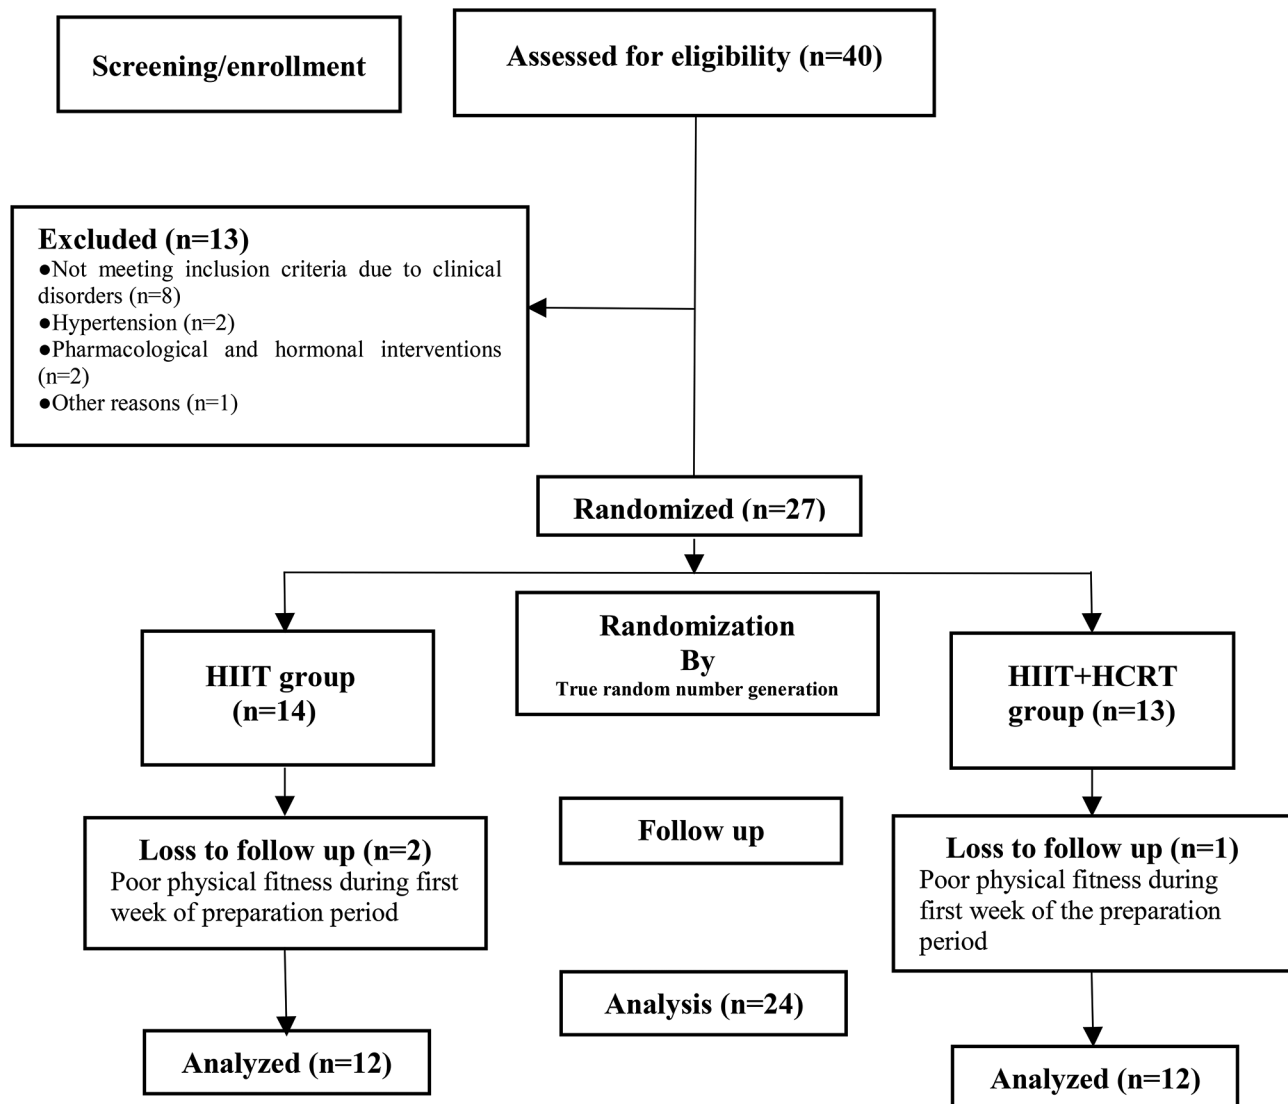 Screening/enrollment
Assessed for eligibility (n=40)
Excluded (n=13)
●Not meeting inclusion criteria due to clinical
disorders (n=8)
●Hypertension (n=2)
●Pharmacological and hormonal interventions
(n=2)
●Other reasons (n=1)
Randomized (n=27)
Randomization
By
True random number generation
HIIT group
(n=14)
HIIT+HCRT
group (n=13)
Loss to follow up (n=2)
Poor physical fitness during first
week of preparation period
Follow up
Loss to follow up (n=1)
Poor physical fitness during
first week of the preparation
period
Analysis (n=24)
Analyzed (n=12)
Analyzed (n=12)